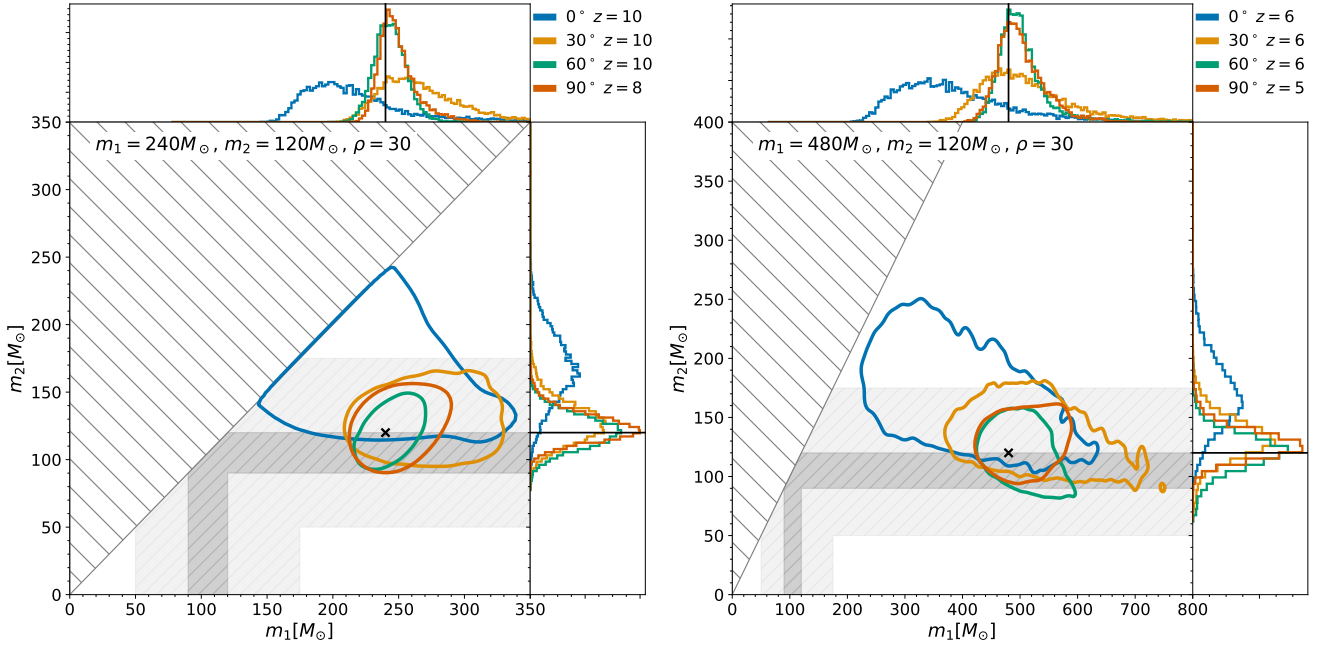 0° z = 10
30° z = 10
60° z = 10
90° z = 8
m₁ = 240M⊙, m₂ = 120M⊙, ρ = 30
350
300
250
200
150
100
50
0
m₂[M⊙]
0 50 100 150 200 250 300 350
m₁[M⊙]
0° z = 6
30° z = 6
60° z = 6
90° z = 5
m₁ = 480M⊙, m₂ = 120M⊙, ρ = 30
400
350
300
250
200
150
100
50
0
m₂[M⊙]
0 100 200 300 400 500 600 700 800
m₁[M⊙]